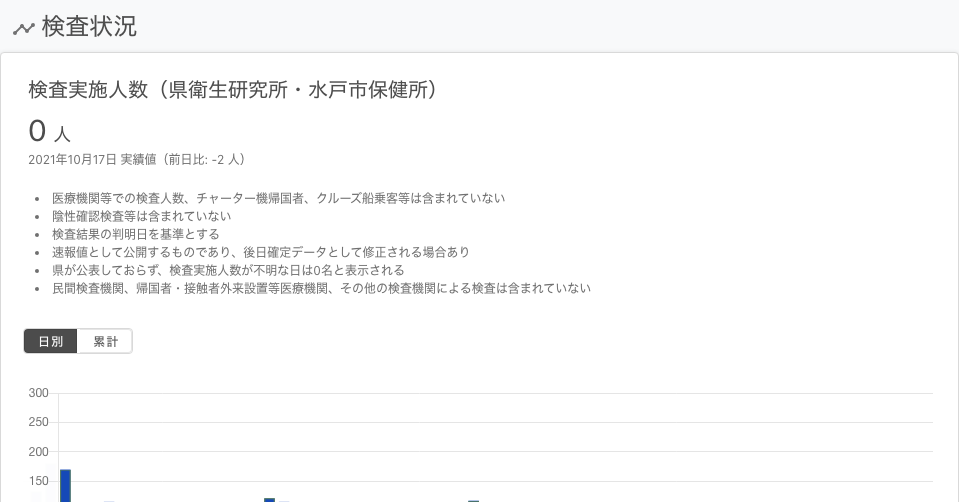 検査状況
検査実施人数（県衛生研究所・水戸市保健所）
0 人
2021年10月17日 実績値（前日比: -2 人）
医療機関等での検査人数、チャーター機帰国者、クルーズ船乗客等は含まれていない
陰性確認検査等は含まれていない
検査結果の判明日を基準とする
速報値として公開するものであり、後日確定データとして修正される場合あり
県が公表しておらず、検査実施人数が不明な日は0名と表示される
民間検査機関、帰国者・接触者外来設置等医療機関、その他の検査機関による検査は含まれていない
日別 累計
300
250
200
150